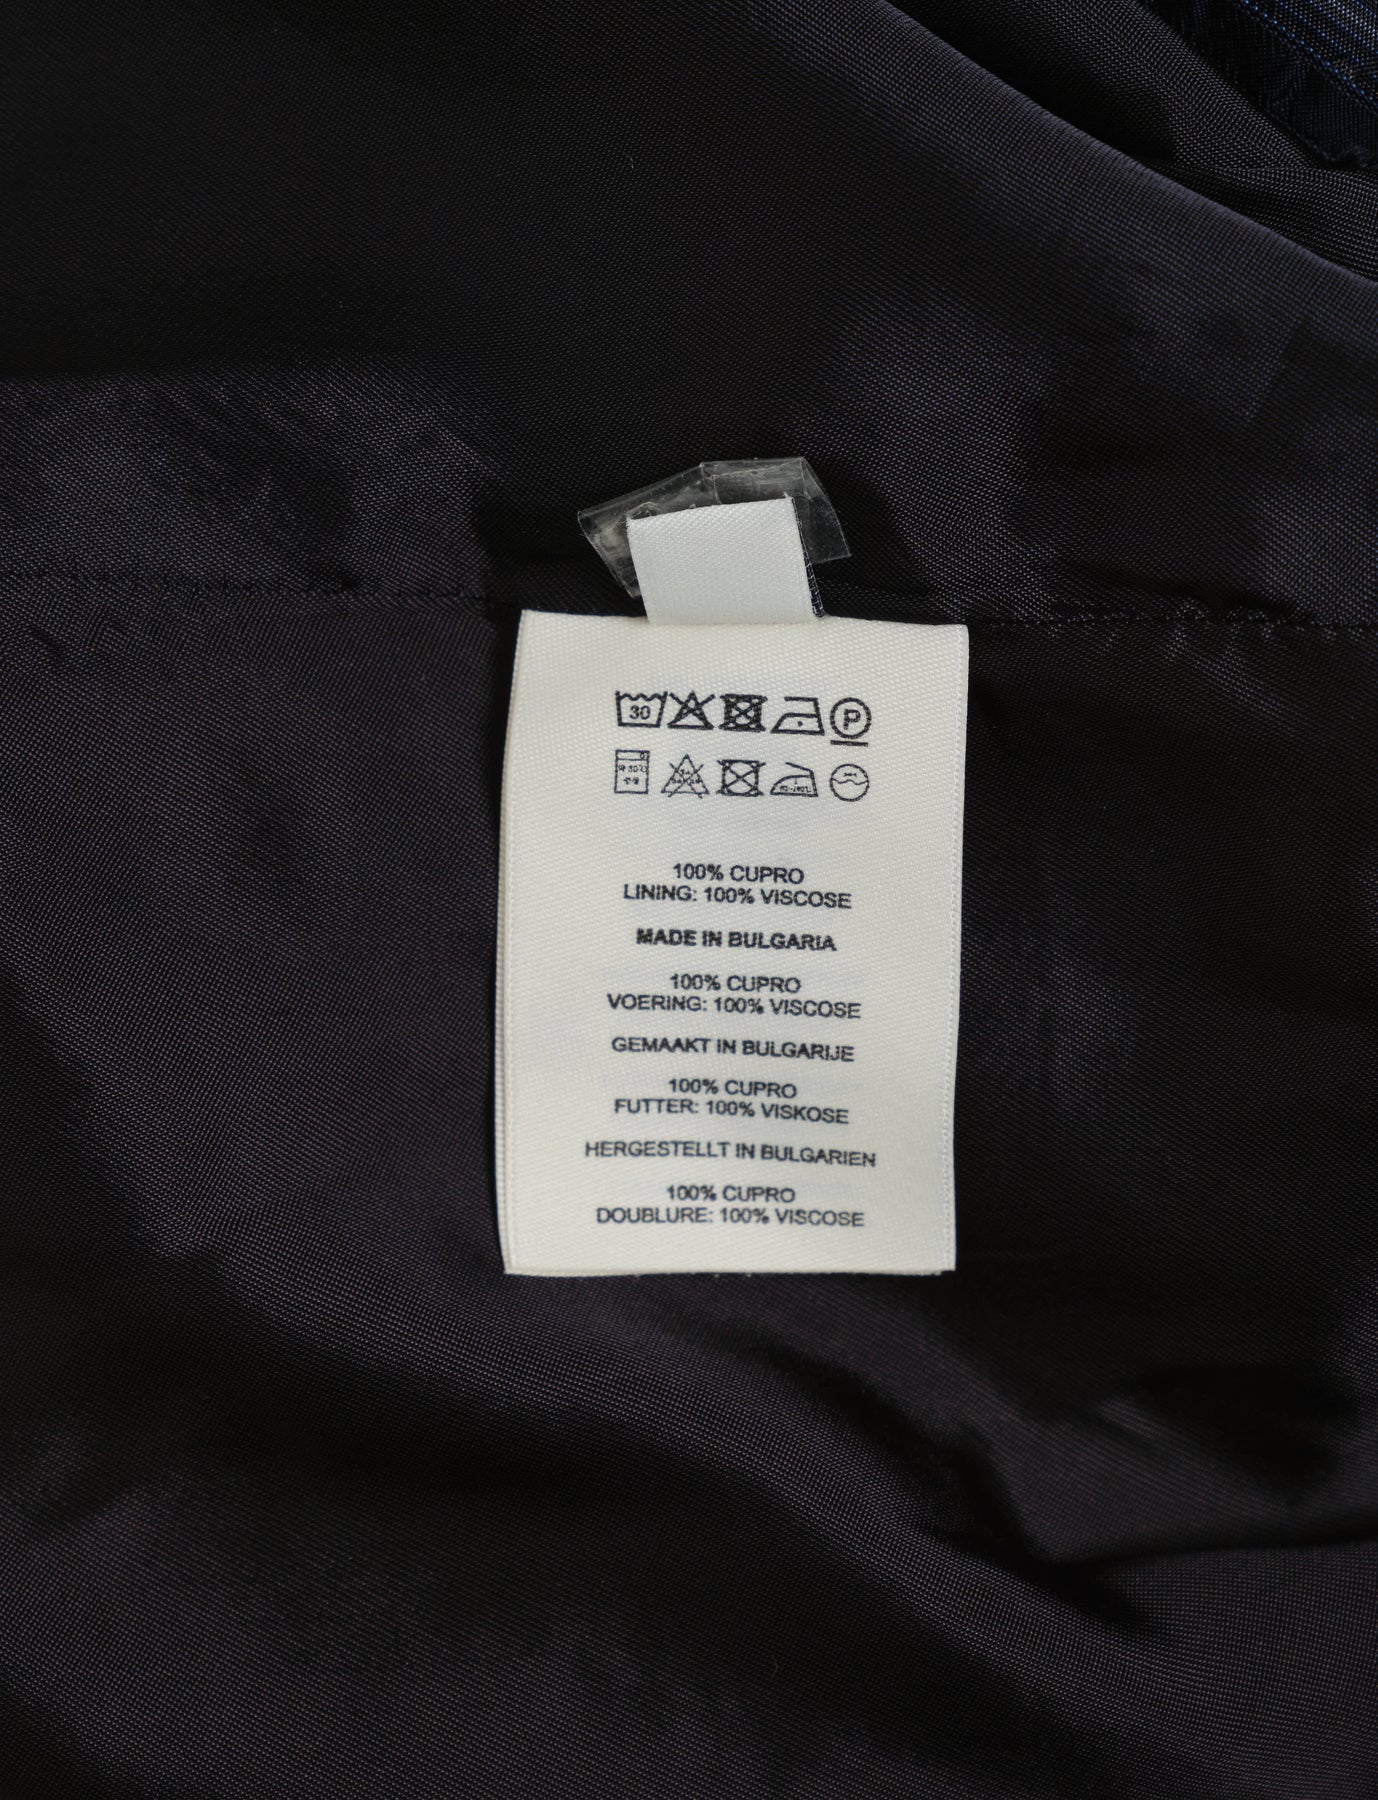 30 P
100% CUPRO
LINING: 100% VISCOSE
MADE IN BULGARIA
100% CUPRO
VOERING: 100% VISCOSE
GEMAAKT IN BULGARIJE
100% CUPRO
FUTTER: 100% VISKOSE
HERGESTELLT IN BULGARIEN
100% CUPRO
DOUBLURE: 100% VISCOSE